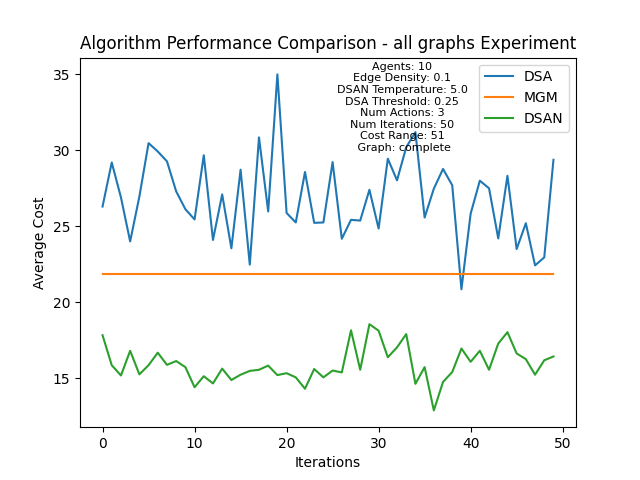 Algorithm Performance Comparison - all graphs Experiment
Agents: 10
Edge Density: 0.1
DSAN Temperature: 5.0
DSA Threshold: 0.25
Num Actions: 3
Num Iterations: 50
Cost Range: 51
Graph: complete
DSA
MGM
DSAN
Average Cost
35
30
25
20
15
0 10 20 30 40 50
Iterations